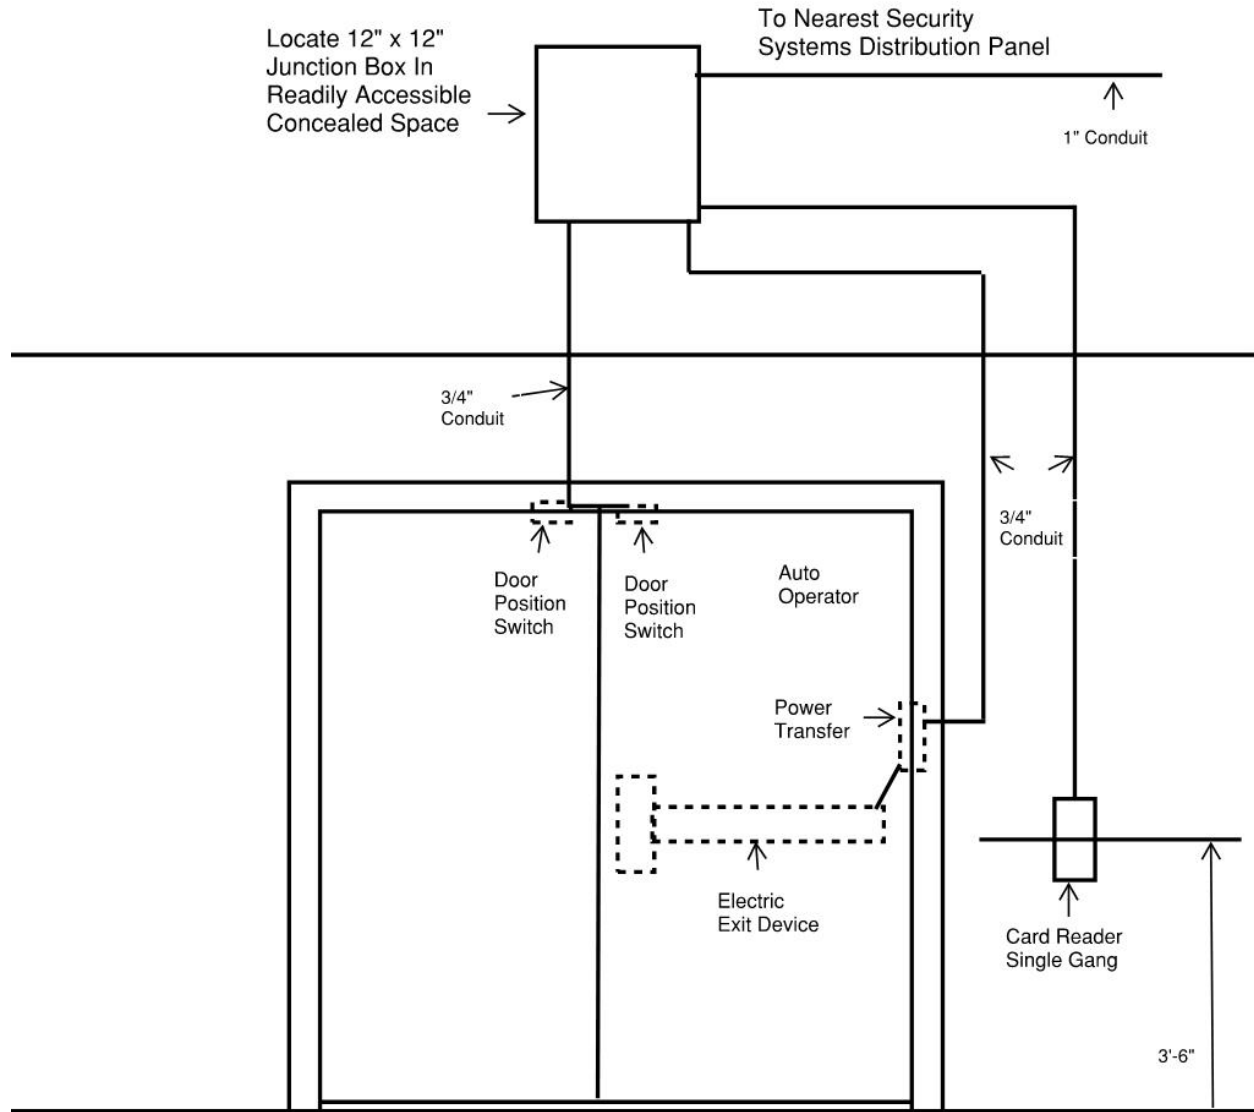 To Nearest Security
Systems Distribution Panel
Locate 12" x 12"
Junction Box In
Readily Accessible
Concealed Space
1" Conduit
3/4"
Conduit
3/4"
Conduit
Door
Position
Switch
Door
Position
Switch
Auto
Operator
Power
Transfer
Electric
Exit Device
Card Reader
Single Gang
3'-6"